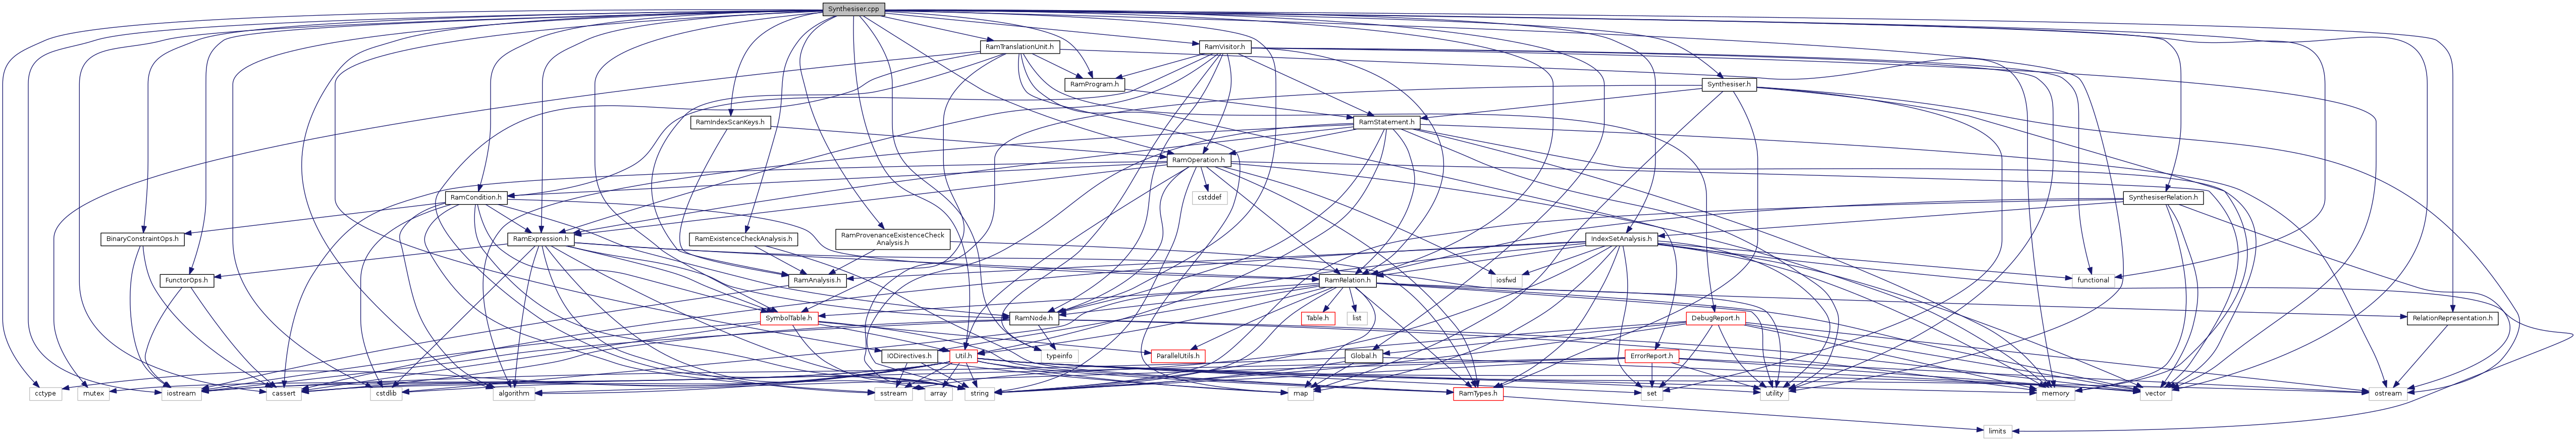 Synthesiser.cpp
RamTranslationUnit.h
RamVisitor.h
RamProgram.h
Synthesiser.h
RamIndexScanKeys.h
RamStatement.h
RamOperation.h
RamCondition.h
cstddef
SynthesiserRelation.h
BinaryConstraintOps.h
RamExpression.h
RamExistenceCheckAnalysis.h
RamProvenanceExistenceCheck
Analysis.h
IndexSetAnalysis.h
FunctorOps.h
RamAnalysis.h
RamRelation.h
iosfwd
functional
SymbolTable.h
RamNode.h
Table.h
list
DebugReport.h
RelationRepresentation.h
IODirectives.h
Util.h
typeinfo
ParallelUtils.h
Global.h
ErrorReport.h
cctype
mutex
iostream
cassert
cstdlib
algorithm
sstream
array
string
map
RamTypes.h
set
utility
memory
vector
ostream
limits